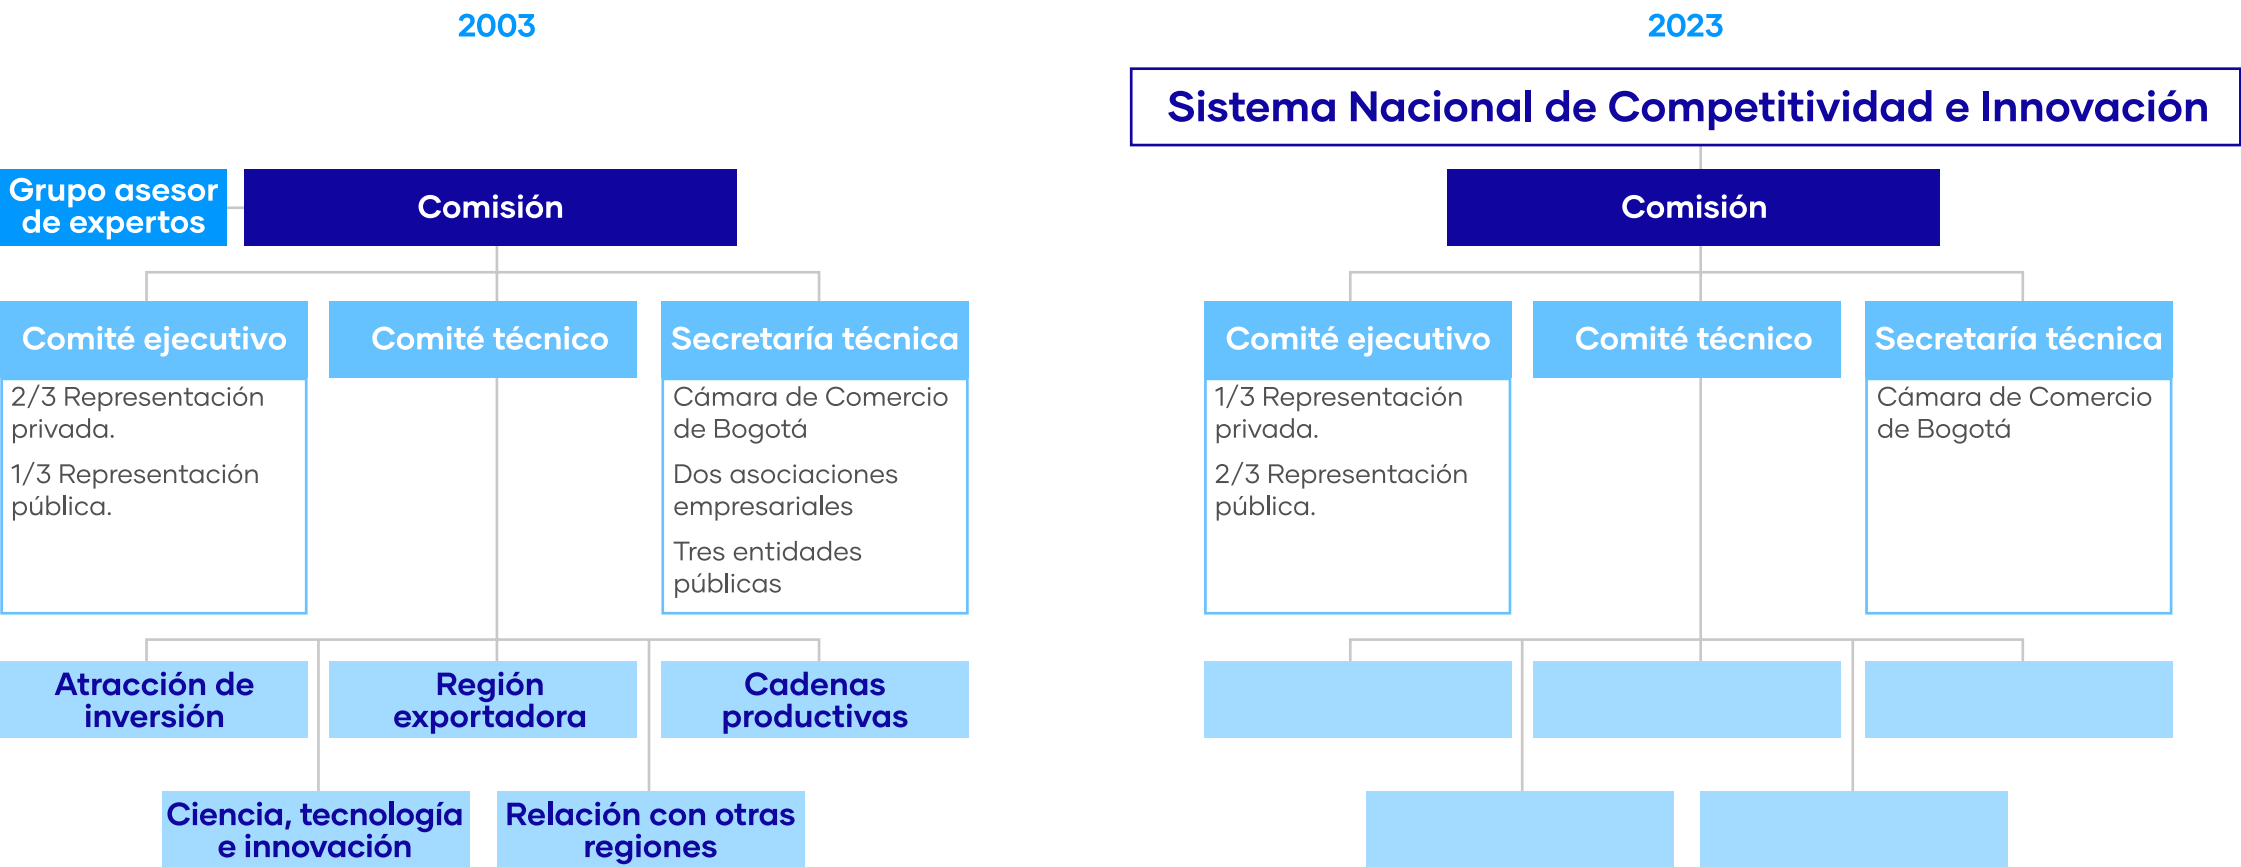 2003
Grupo asesor
de expertos
Comisión
Comité ejecutivo
2/3 Representación
privada.
1/3 Representación
pública.
Comité técnico
Secretaría técnica
Cámara de Comercio
de Bogotá
Dos asociaciones
empresariales
Tres entidades
públicas
Atracción de
inversión
Región
exportadora
Cadenas
productivas
Ciencia, tecnología
e innovación
Relación con otras
regiones
2023
Sistema Nacional de Competitividad e Innovación
Comisión
Comité ejecutivo
1/3 Representación
privada.
2/3 Representación
pública.
Comité técnico
Secretaría técnica
Cámara de Comercio
de Bogotá